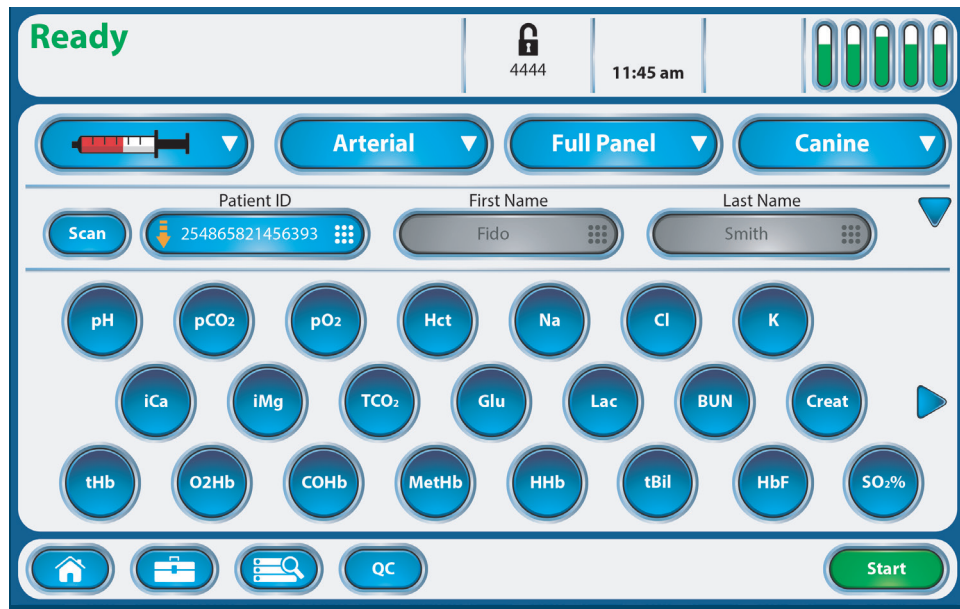 Ready
4444
11:45 am
Arterial
Full Panel
Canine
Patient ID
First Name
Last Name
Scan
254865821456393
Fido
Smith
pH
pCO2
pO2
Hct
Na
Cl
K
iCa
iMg
TCO2
Glu
Lac
BUN
Creat
tHb
O2Hb
COHb
MetHb
HHb
tBil
HbF
SO2%
QC
Start